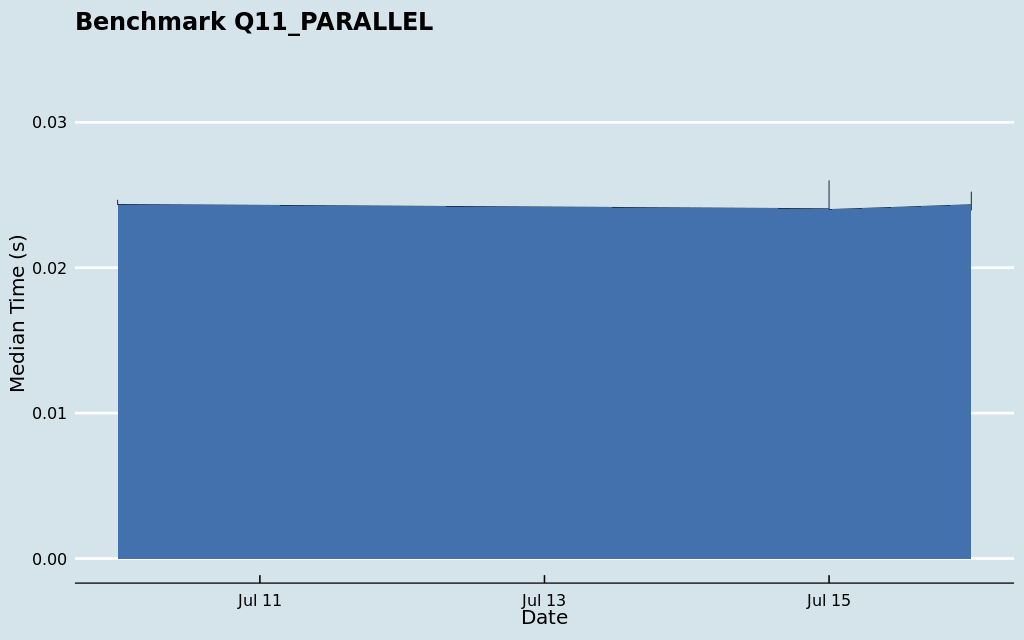 Benchmark Q11_PARALLEL
Median Time (s)
0.03
0.02
0.01
0.00
Jul 11
Jul 13
Jul 15
Date